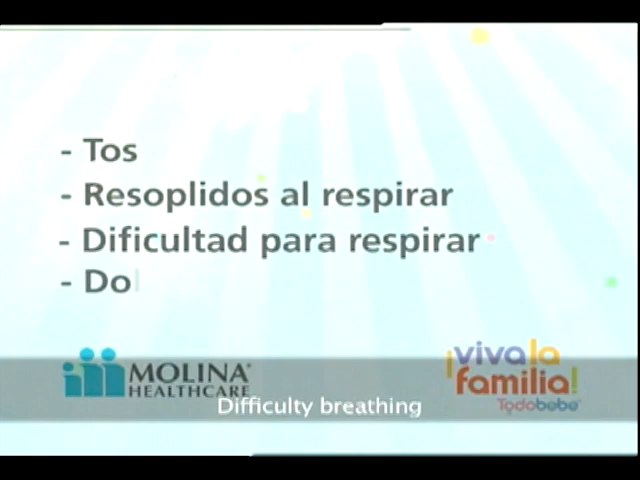 - Tos
- Resoplidos al respirar
- Dificultad para respirar
- Do
MOLINA®
HEALTHCARE
¡viva la
familia!
Todobebé
Difficulty breathing